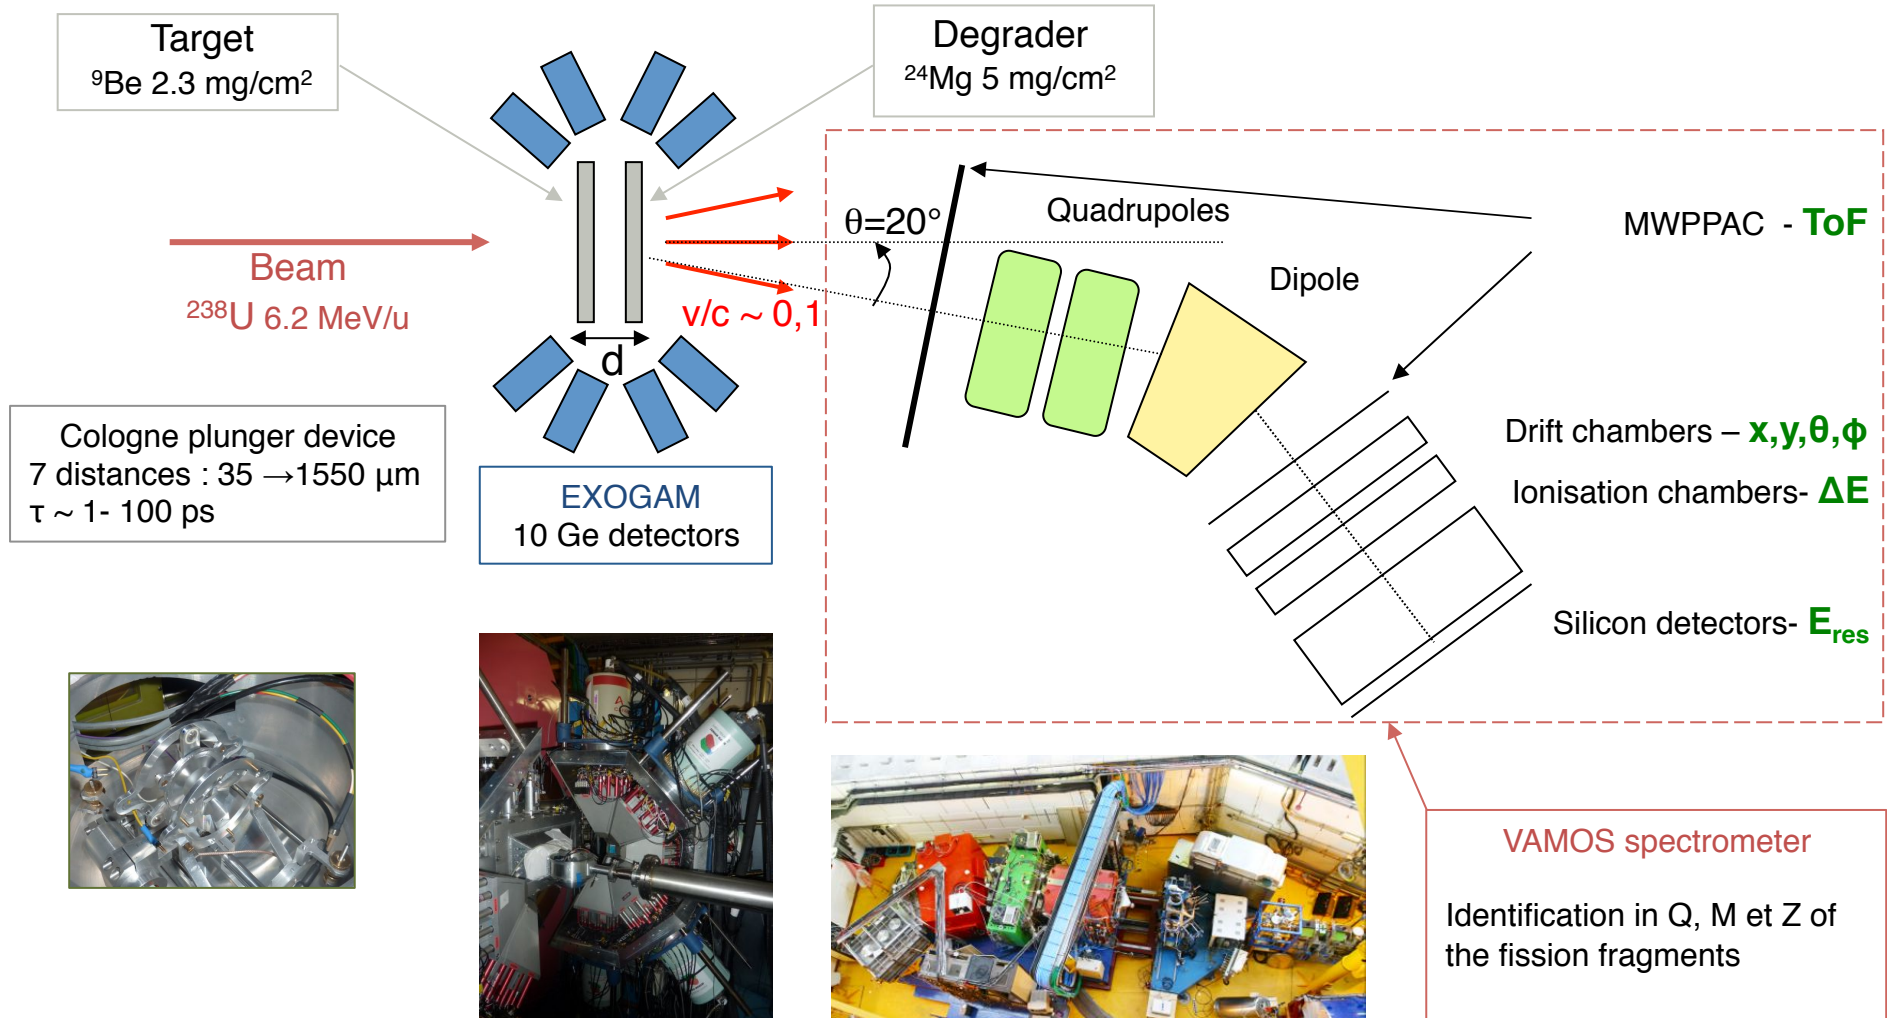 Target
⁹Be 2.3 mg/cm²
Degrader
²⁴Mg 5 mg/cm²
Beam
²³⁸U 6.2 MeV/u
d
v/c ~ 0,1
θ=20°
Quadrupoles
Dipole
MWPPAC - ToF
Drift chambers – x,y,θ,ϕ
Ionisation chambers- ΔE
Silicon detectors- E_res
Cologne plunger device
7 distances : 35 →1550 µm
τ ~ 1- 100 ps
EXOGAM
10 Ge detectors
VAMOS spectrometer
Identification in Q, M et Z of
the fission fragments
A